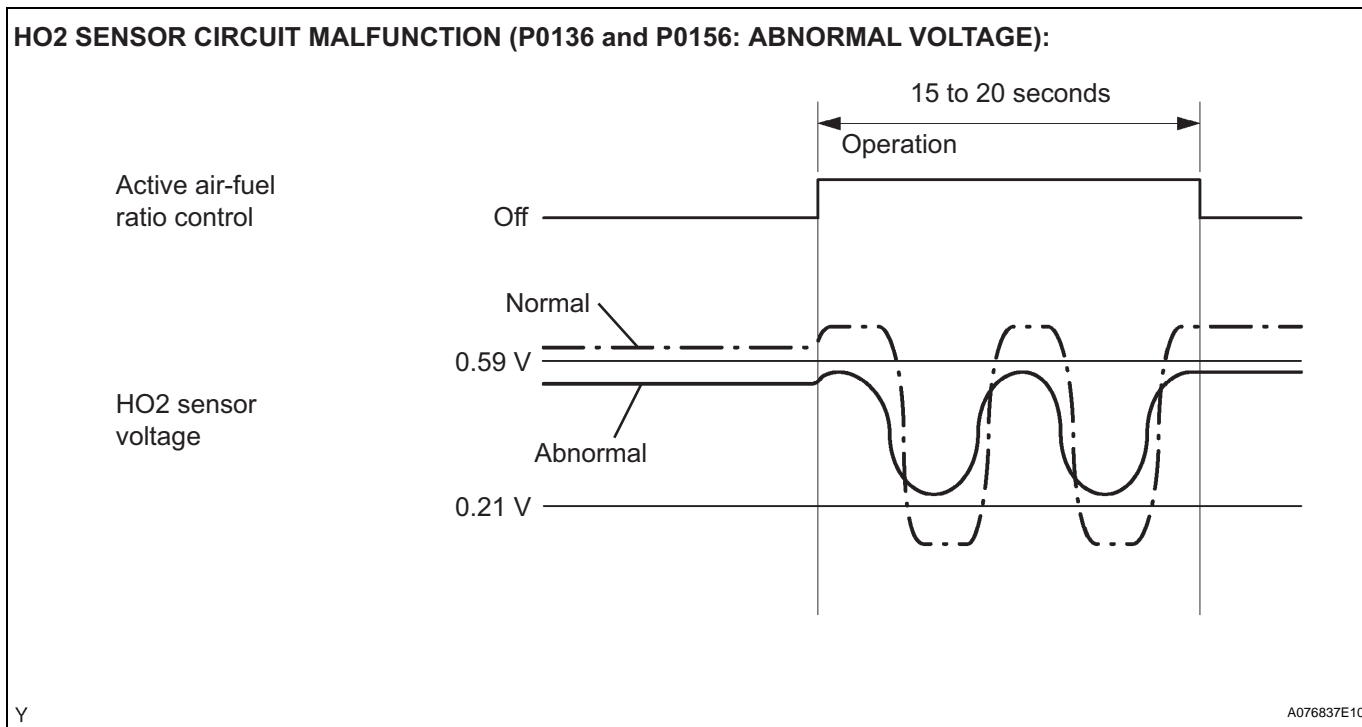 HO2 SENSOR CIRCUIT MALFUNCTION (P0136 and P0156: ABNORMAL VOLTAGE):
15 to 20 seconds
Operation
Active air-fuel
ratio control
Off
Normal
0.59 V
HO2 sensor
voltage
Abnormal
0.21 V
Y
A076837E10